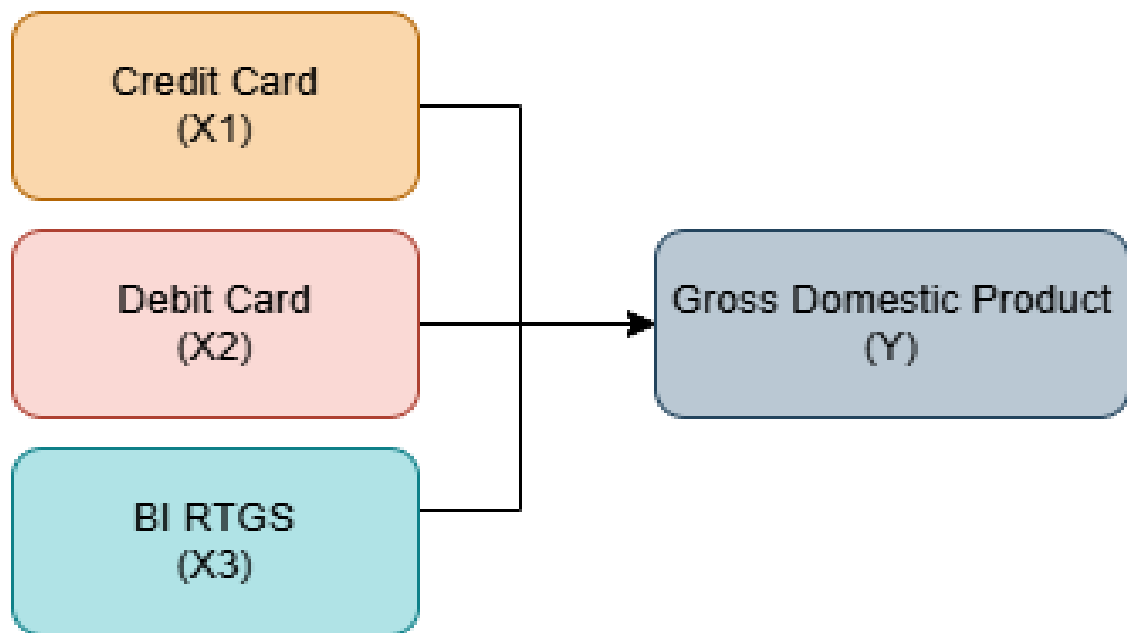 Credit Card
(X1)
Debit Card
(X2)
BI RTGS
(X3)
Gross Domestic Product
(Y)